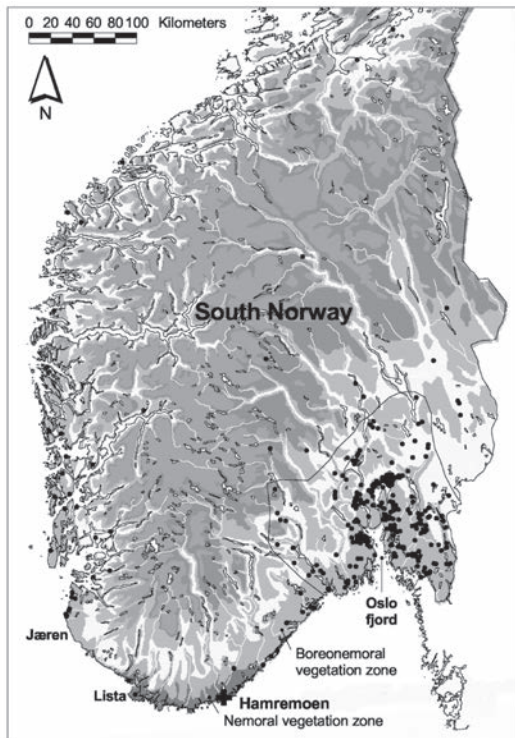 0 20 40 60 80 100 Kilometers
N
South Norway
Oslo
fjord
Jæren
Boreonemoral
vegetation zone
Lista
Hamremoen
Nemoral vegetation zone